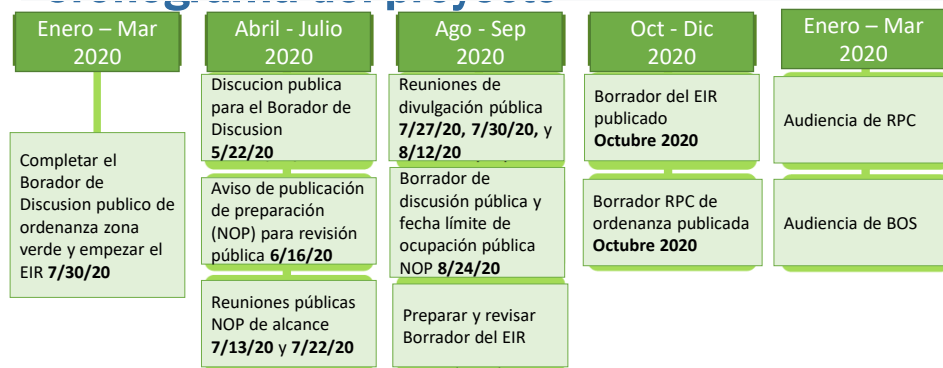 Cronograma del proyecto
Enero – Mar
2020
Completar el
Borador de
Discusion publico de
ordenanza zona
verde y empezar el
EIR 7/30/20
Abril - Julio
2020
Discucion publica
para el Borador de
Discusion
5/22/20
Aviso de publicación
de preparación
(NOP) para revisión
pública 6/16/20
Reuniones públicas
NOP de alcance
7/13/20 y 7/22/20
Ago - Sep
2020
Reuniones de
divulgación pública
7/27/20, 7/30/20, y
8/12/20
Borrador de
discusión pública y
fecha límite de
ocupación pública
NOP 8/24/20
Preparar y revisar
Borrador del EIR
Oct - Dic
2020
Borrador del EIR
publicado
Octubre 2020
Borrador RPC de
ordenanza publicada
Octubre 2020
Enero – Mar
2020
Audiencia de RPC
Audiencia de BOS